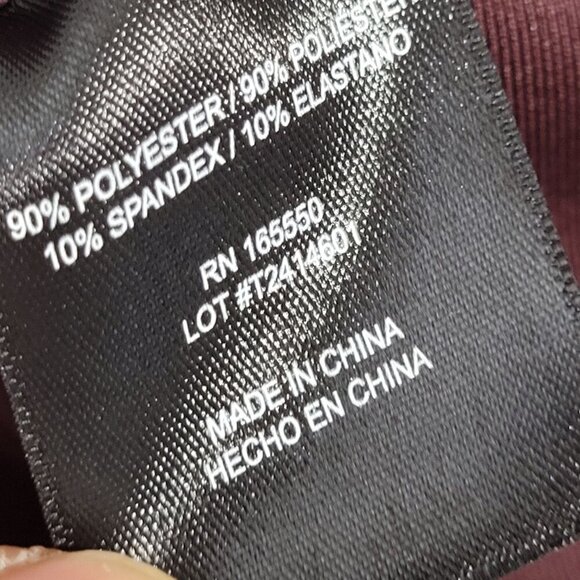 90% POLYESTER / 90% POLIESTER
10% SPANDEX / 10% ELASTANO
RN 165550
LOT #T2414601
MADE IN CHINA
HECHO EN CHINA